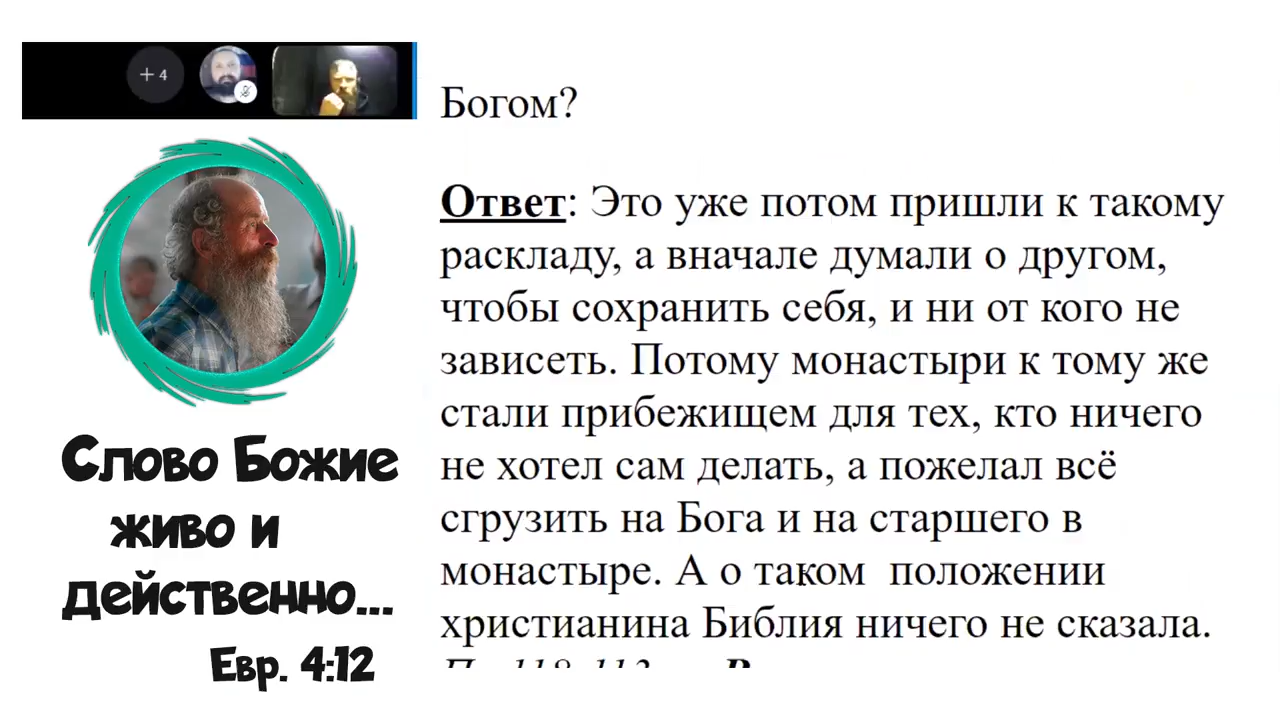 + 4
Богом?
Ответ: Это уже потом пришли к такому
раскладу, а вначале думали о другом,
чтобы сохранить себя, и ни от кого не
зависеть. Потому монастыри к тому же
стали прибежищем для тех, кто ничего
не хотел сам делать, а пожелал всё
сгрузить на Бога и на старшего в
монастыре. А о таком положении
христианина Библия ничего не сказала.
Слово Божие
живо и
действенно...
Евр. 4:12